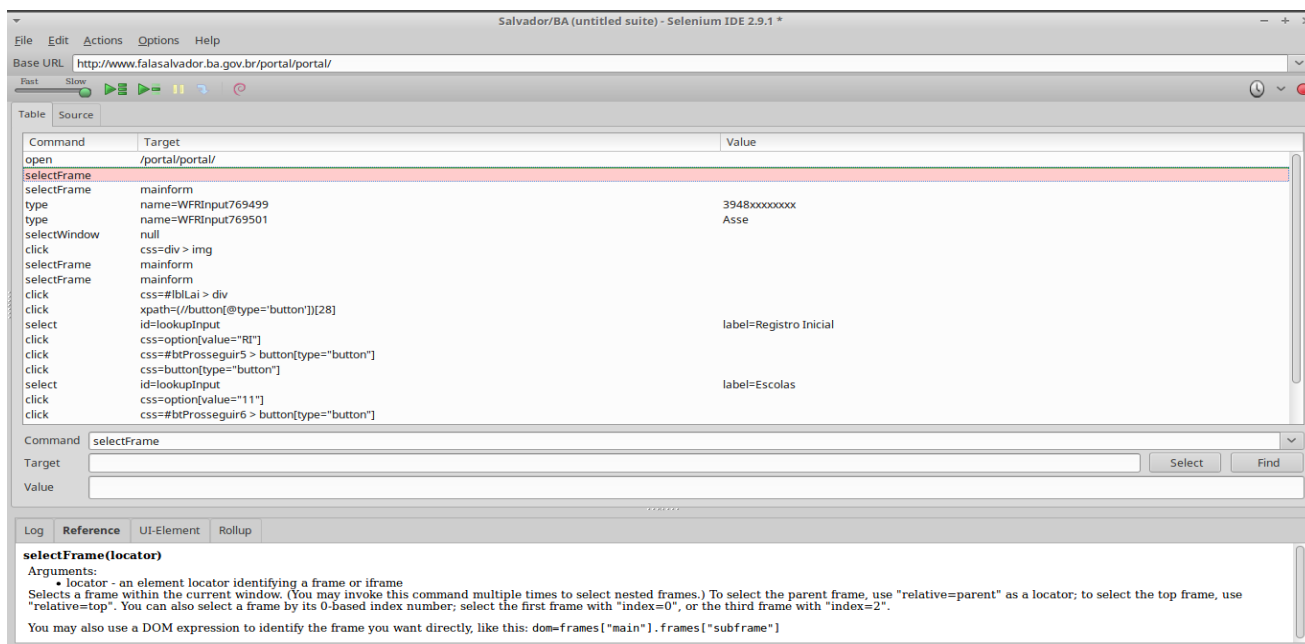 Salvador/BA (untitled suite) - Selenium IDE 2.9.1 *
File Edit Actions Options Help
Base URL http://www.falasalvador.ba.gov.br/portal/portal/
Fast Slow
Table Source
Command Target Value
open /portal/portal/
selectFrame
selectFrame mainform
type name=WFRInput769499 3948xxxxxxxx
type name=WFRInput769501 Asse
selectWindow null
click css=div > img
selectFrame mainform
selectFrame mainform
click css=#lblLai > div
click xpath=(//button[@type='button'])[28]
select id=lookupInput label=Registro Inicial
click css=option[value="RI"]
click css=#btProsseguir5 > button[type="button"]
click css=button[type="button"]
select id=lookupInput label=Escolas
click css=option[value="11"]
click css=#btProsseguir6 > button[type="button"]
Command selectFrame
Target Select Find
Value
Log Reference UI-Element Rollup
selectFrame(locator)
Arguments:
• locator - an element locator identifying a frame or iframe
Selects a frame within the current window. (You may invoke this command multiple times to select nested frames.) To select the parent frame, use "relative=parent" as a locator; to select the top frame, use
"relative=top". You can also select a frame by its 0-based index number; select the first frame with "index=0", or the third frame with "index=2".
You may also use a DOM expression to identify the frame you want directly, like this: dom=frames["main"].frames["subframe"]